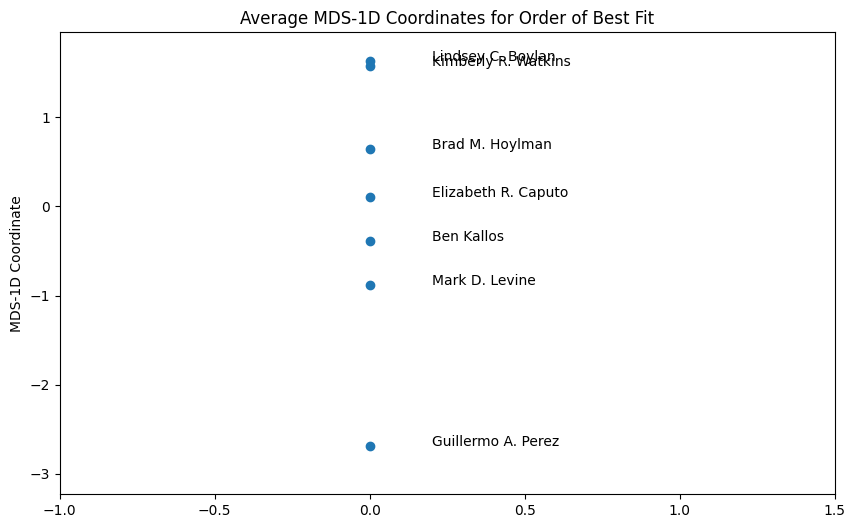 Average MDS-1D Coordinates for Order of Best Fit
Lindsey C. Boylan
Kimberly R. Watkins
1
Brad M. Hoylman
Elizabeth R. Caputo
0
Ben Kallos
Mark D. Levine
−1
−2
Guillermo A. Perez
−3
MDS-1D Coordinate
−1.0 −0.5 0.0 0.5 1.0 1.5